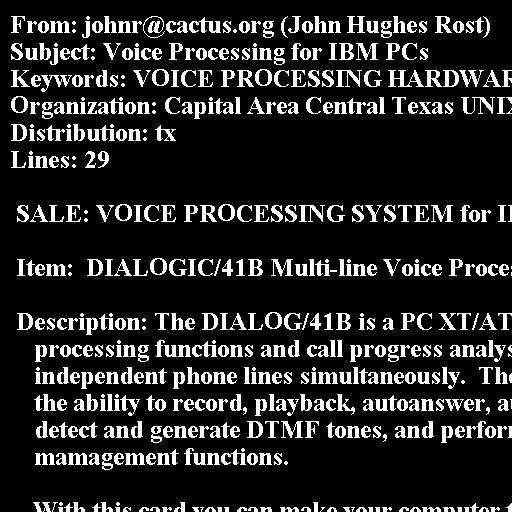 From: johnr@cactus.org (John Hughes Rost)
Subject: Voice Processing for IBM PCs
Keywords: VOICE PROCESSING HARDWAR
Organization: Capital Area Central Texas UNIX
Distribution: tx
Lines: 29
SALE: VOICE PROCESSING SYSTEM for I
Item: DIALOGIC/41B Multi-line Voice Proces
Description: The DIALOG/41B is a PC XT/AT
processing functions and call progress analys
independent phone lines simultaneously. The
the ability to record, playback, autoanswer, au
detect and generate DTMF tones, and perfor
mamagement functions.
With this card you can make your computer t